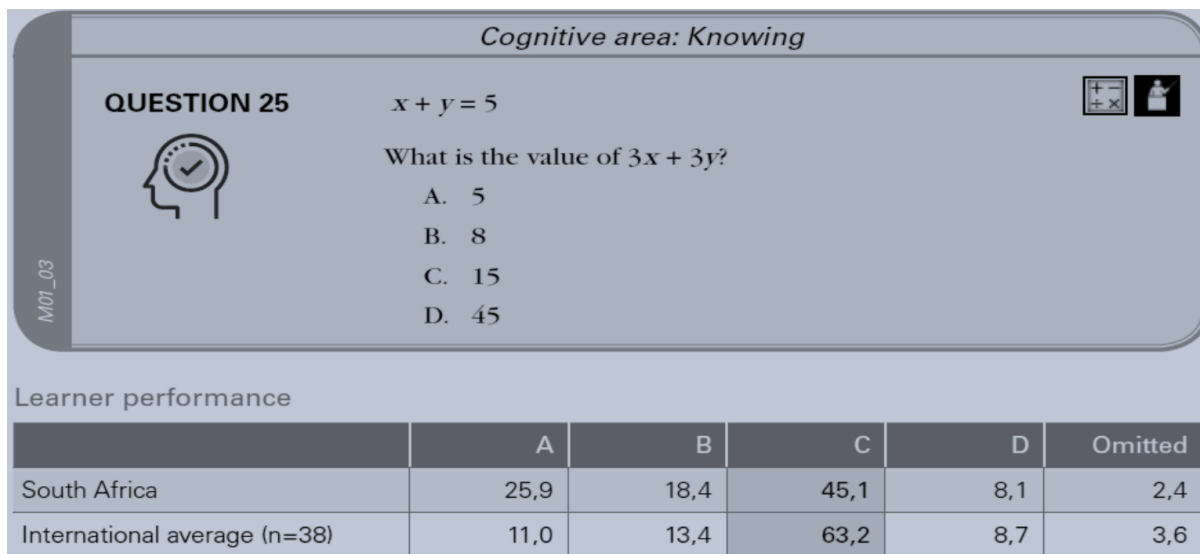 Cognitive area: Knowing
QUESTION 25
x + y = 5
What is the value of 3x + 3y?
A. 5
B. 8
C. 15
D. 45
M01_03
Learner performance
A B C D Omitted
South Africa 25,9 18,4 45,1 8,1 2,4
International average (n=38) 11,0 13,4 63,2 8,7 3,6